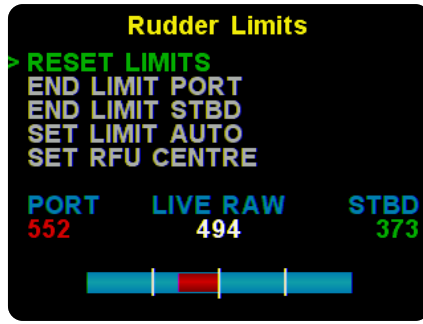 Rudder Limits
> RESET LIMITS
END LIMIT PORT
END LIMIT STBD
SET LIMIT AUTO
SET RFU CENTRE
PORT LIVE RAW STBD
552 494 373